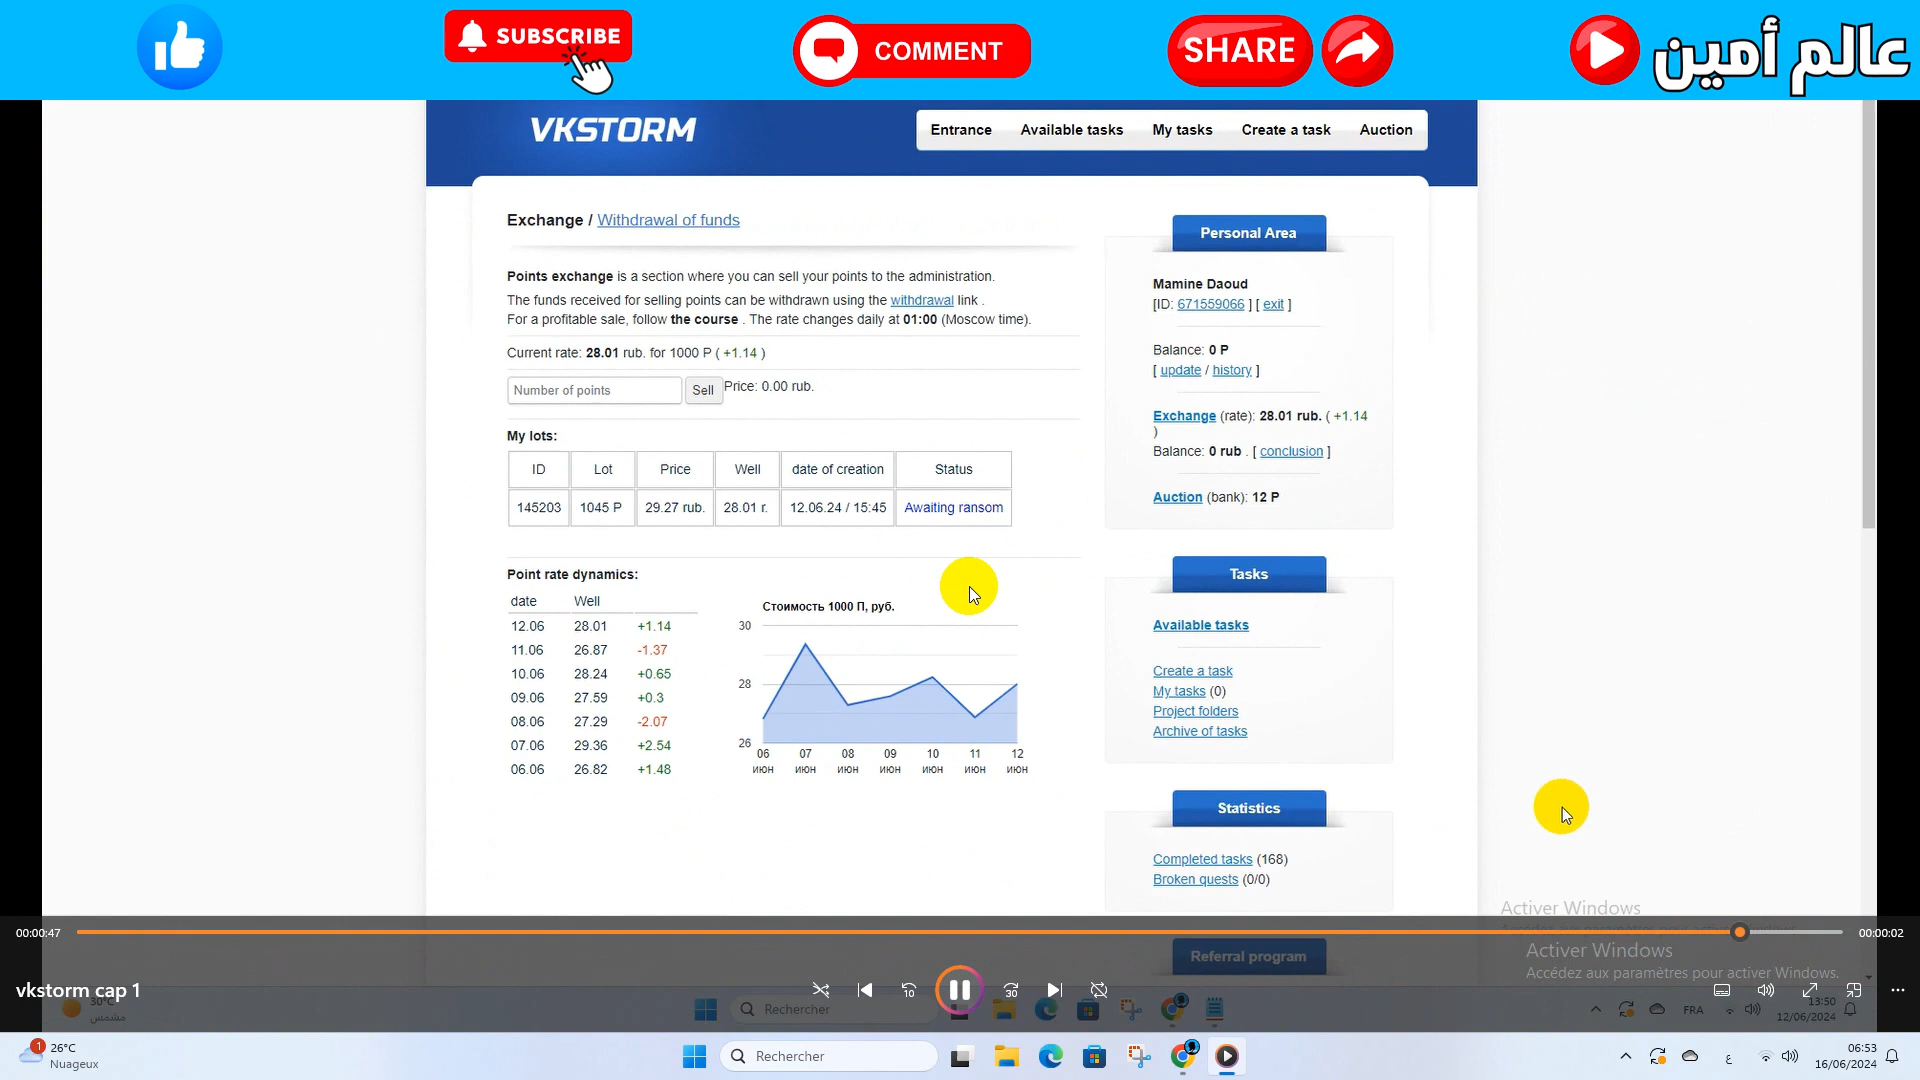 SUBSCRIBE
COMMENT
SHARE
عالم أمين
VKSTORM
Entrance Available tasks My tasks Create a task Auction
Exchange / Withdrawal of funds
Points exchange is a section where you can sell your points to the administration.
The funds received for selling points can be withdrawn using the withdrawal link .
For a profitable sale, follow the course . The rate changes daily at 01:00 (Moscow time).
Current rate: 28.01 rub. for 1000 P ( +1.14 )
Number of points Sell Price: 0.00 rub.
My lots:
ID Lot Price Well date of creation Status
145203 1045 P 29.27 rub. 28.01 r. 12.06.24 / 15:45 Awaiting ransom
Point rate dynamics:
date Well
12.06 28.01 +1.14
11.06 26.87 -1.37
10.06 28.24 +0.65
09.06 27.59 +0.3
08.06 27.29 -2.07
07.06 29.36 +2.54
06.06 26.82 +1.48
Стоимость 1000 П, руб.
30
28
26
06 07 08 09 10 11 12
июн июн июн июн июн июн июн
Personal Area
Mamine Daoud
[ID: 671559066 ] [ exit ]
Balance: 0 P
[ update / history ]
Exchange (rate): 28.01 rub. ( +1.14
)
Balance: 0 rub . [ conclusion ]
Auction (bank): 12 P
Tasks
Available tasks
Create a task
My tasks (0)
Project folders
Archive of tasks
Statistics
Completed tasks (168)
Broken quests (0/0)
Referral program
Activer Windows
Activer Windows
Accédez aux paramètres pour activer Windows.
00:00:47
00:00:02
vkstorm cap 1
10
30
30°C
مشمس
Rechercher
FRA
13:50
12/06/2024
1
26°C
Nuageux
Rechercher
ع
06:53
16/06/2024